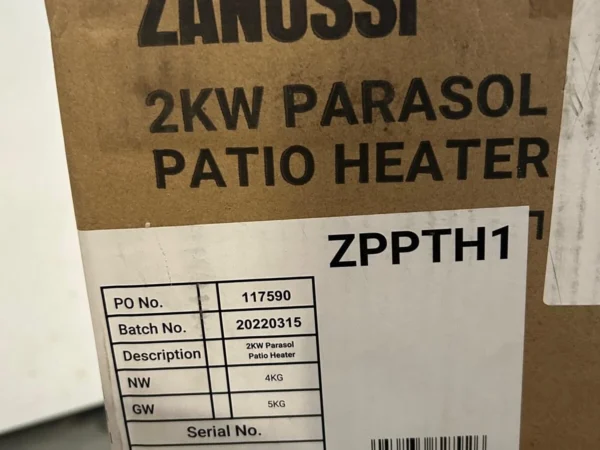 ZANUSSI
2KW PARASOL
PATIO HEATER
ZPPTH1
PO No. 117590
Batch No. 20220315
Description 2KW Parasol
Patio Heater
NW 4KG
GW 5KG
Serial No.